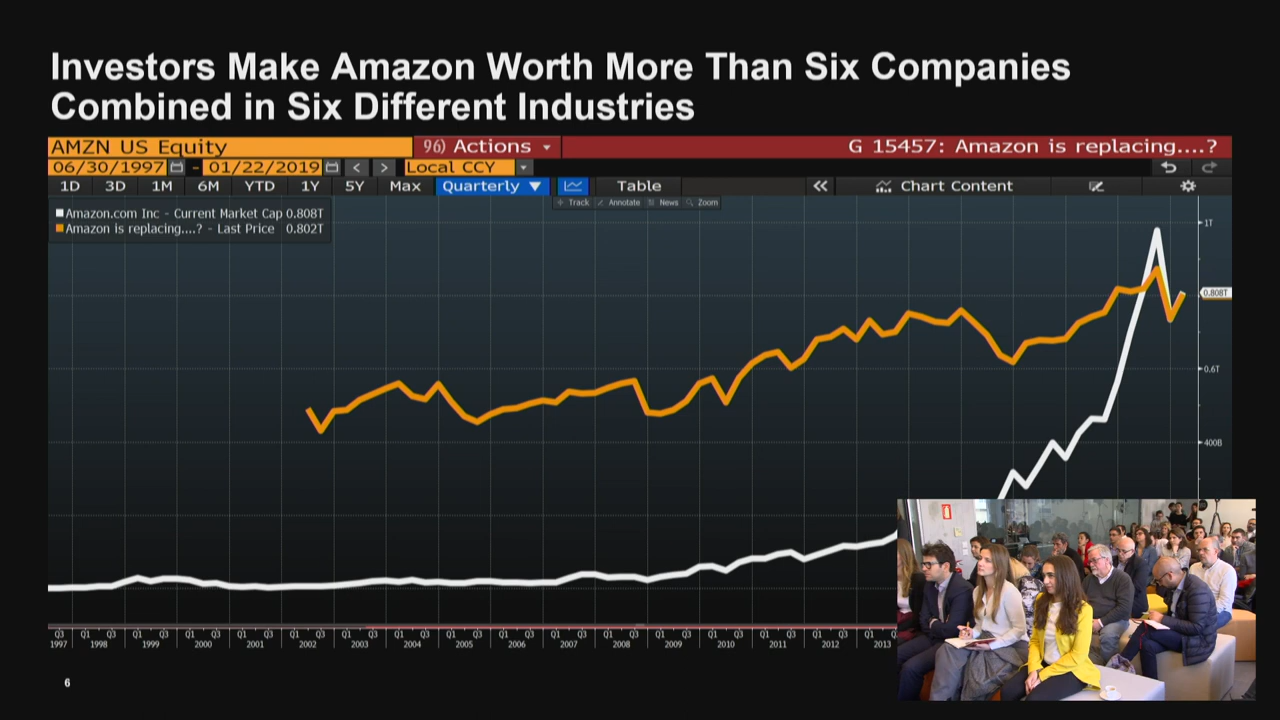 Investors Make Amazon Worth More Than Six Companies
Combined in Six Different Industries
AMZN US Equity 96) Actions G 15457: Amazon is replacing....?
06/30/1997 - 01/22/2019 < > Local CCY
1D 3D 1M 6M YTD 1Y 5Y Max Quarterly ▼ Table « Chart Content
+ Track Annotate News Zoom
Amazon.com Inc - Current Market Cap 0.808T
Amazon is replacing....? - Last Price 0.802T
1T
0.808T
0.6T
400B
Q3 Q1 Q3 Q1 Q3 Q1 Q3 Q1 Q3 Q1 Q3 Q1 Q3 Q1 Q3 Q1 Q3 Q1 Q3 Q1 Q3 Q1 Q3 Q1 Q3 Q1 Q3 Q1 Q3 Q1 Q3 Q1 Q3
1997 1998 1999 2000 2001 2002 2003 2004 2005 2006 2007 2008 2009 2010 2011 2012 2013
6